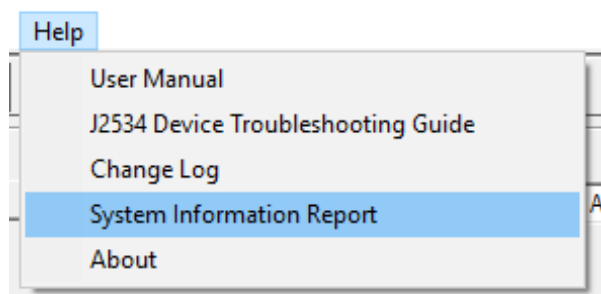 Help
User Manual
J2534 Device Troubleshooting Guide
Change Log
System Information Report
About